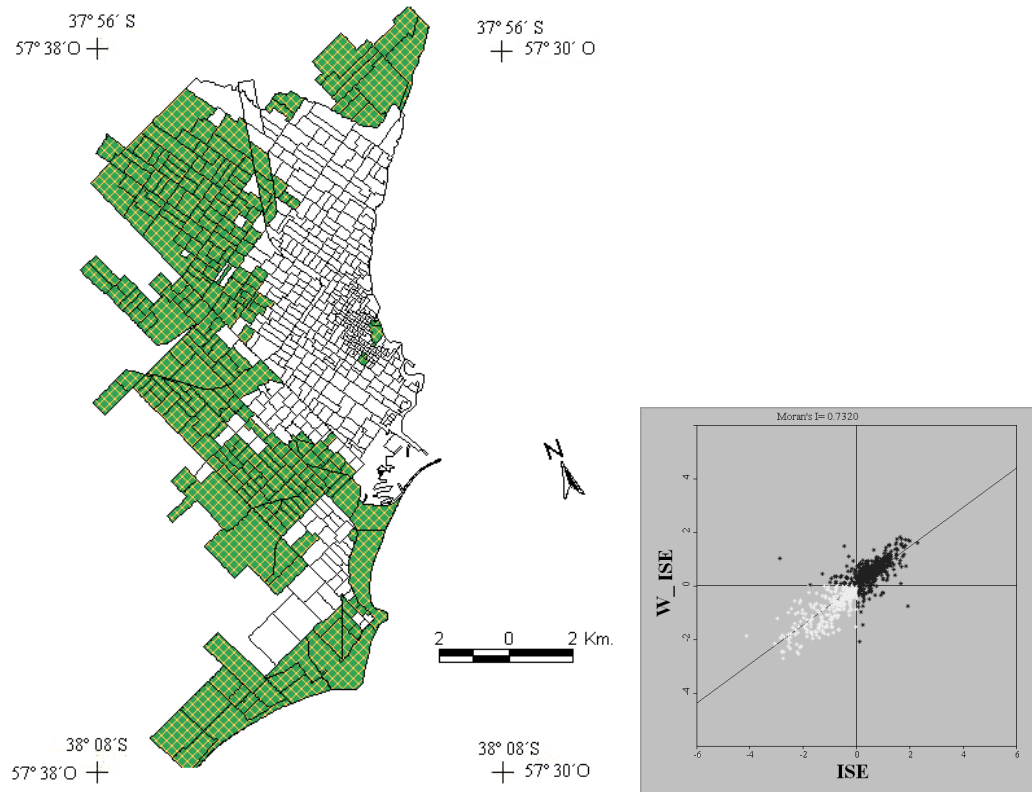 37° 56´ S
57° 38´O
37° 56´ S
57° 30´ O
N
2 0 2 Km.
38° 08´S
57° 38´O
38° 08´S
57° 30´O
Moran's I= 0.7320
4
2
0
-2
-4
W_ISE
-6 -4 -2 0 2 4 6
ISE